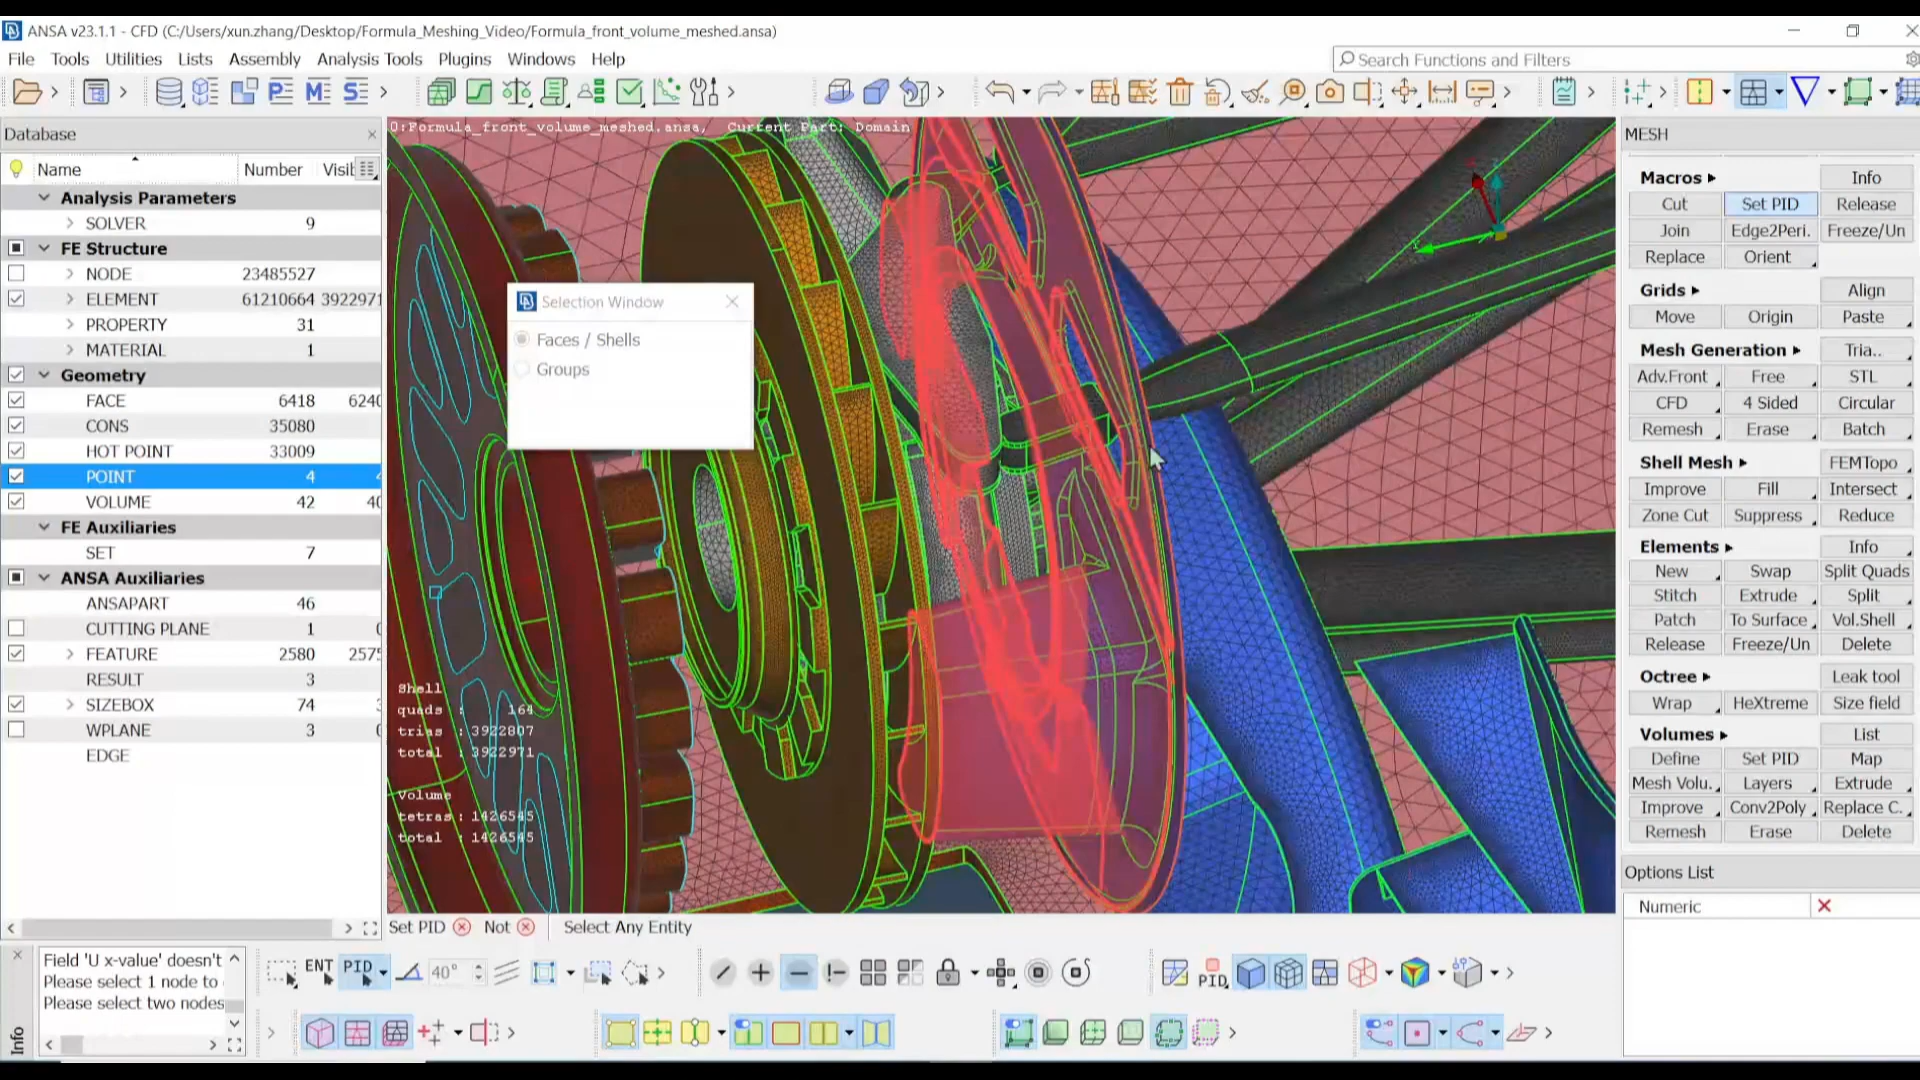 ANSA v23.1.1 - CFD (C:/Users/xun.zhang/Desktop/Formula_Meshing_Video/Formula_front_volume_meshed.ansa)
File Tools Utilities Lists Assembly Analysis Tools Plugins Windows Help
Search Functions and Filters
Database
Name Number Visit
Analysis Parameters
SOLVER 9
FE Structure
NODE 23485527
ELEMENT 61210664 3922971
PROPERTY 31
MATERIAL 1
Geometry
FACE 6418 6240
CONS 35080
HOT POINT 33009
POINT 4 4
VOLUME 42 40
FE Auxiliaries
SET 7
ANSA Auxiliaries
ANSAPART 46
CUTTING PLANE 1 0
FEATURE 2580 2575
RESULT 3
SIZEBOX 74 3
WPLANE 3 0
EDGE
0:Formula_front_volume_meshed.ansa, Current Part: Domain
Selection Window
Faces / Shells
Groups
Shell
quads : 164
trias : 3922807
total : 3922971
Volume
tetras : 1426545
total : 1426545
MESH
Macros Info
Cut Set PID Release
Join Edge2Peri. Freeze/Un
Replace Orient
Grids Align
Move Origin Paste
Mesh Generation Tria..
Adv.Front Free STL
CFD 4 Sided Circular
Remesh Erase Batch
Shell Mesh FEMTopo
Improve Fill Intersect
Zone Cut Suppress Reduce
Elements Info
New Swap Split Quads
Stitch Extrude Split
Patch To Surface Vol.Shell
Release Freeze/Un Delete
Octree Leak tool
Wrap HeXtreme Size field
Volumes List
Define Set PID Map
Mesh Volu. Layers Extrude
Improve Conv2Poly Replace C.
Remesh Erase Delete
Options List
Numeric
Set PID Not Select Any Entity
Info
Field 'U x-value' doesn't
Please select 1 node to
Please select two nodes
ENT PID 40° PID